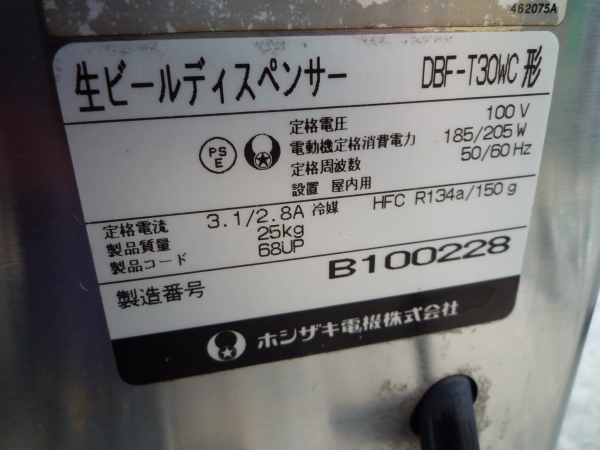 462075A
生ビールディスペンサー DBF-T30WC 形
PS E
定格電圧 100 V
電動機定格消費電力 185/205 W
定格周波数 50/60 Hz
設置 屋内用
定格電流 3.1/2.8A 冷媒 HFC R134a/150 g
製品質量 25kg
製品コード 68UP
製造番号 B100228
ホシザキ電機株式会社